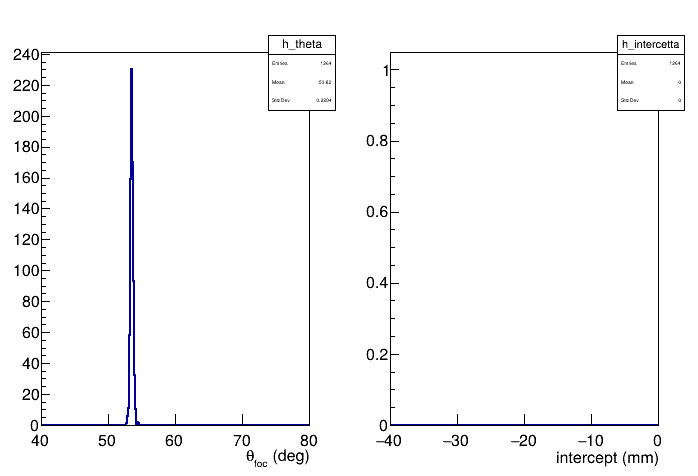 h_theta
Entries 1264
Mean 53.62
Std Dev 0.2204
240
220
200
180
160
140
120
100
80
60
40
20
0
40 50 60 70 80
θfoc (deg)
h_intercetta
Entries 1264
Mean 0
Std Dev 0
1
0.8
0.6
0.4
0.2
0
−40 −30 −20 −10 0
intercept (mm)